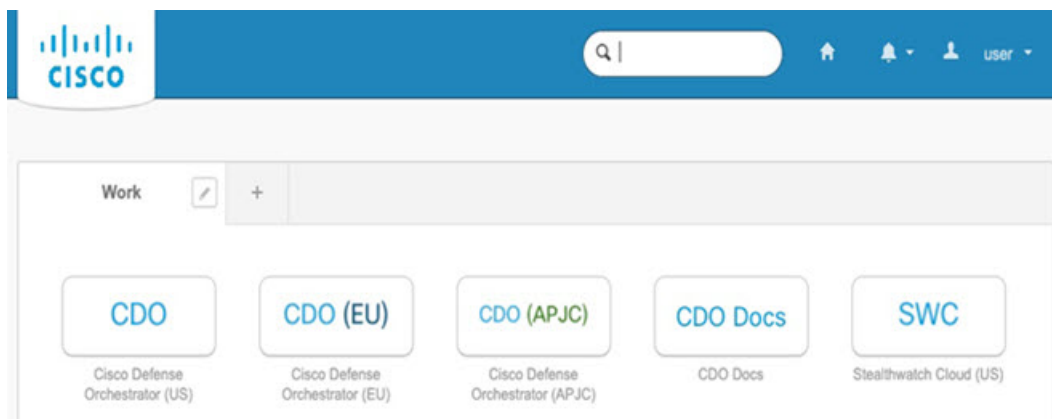 CISCO
user
Work
+
CDO
CDO (EU)
CDO (APJC)
CDO Docs
SWC
Cisco Defense
Orchestrator (US)
Cisco Defense
Orchestrator (EU)
Cisco Defense
Orchestrator (APJC)
CDO Docs
Stealthwatch Cloud (US)